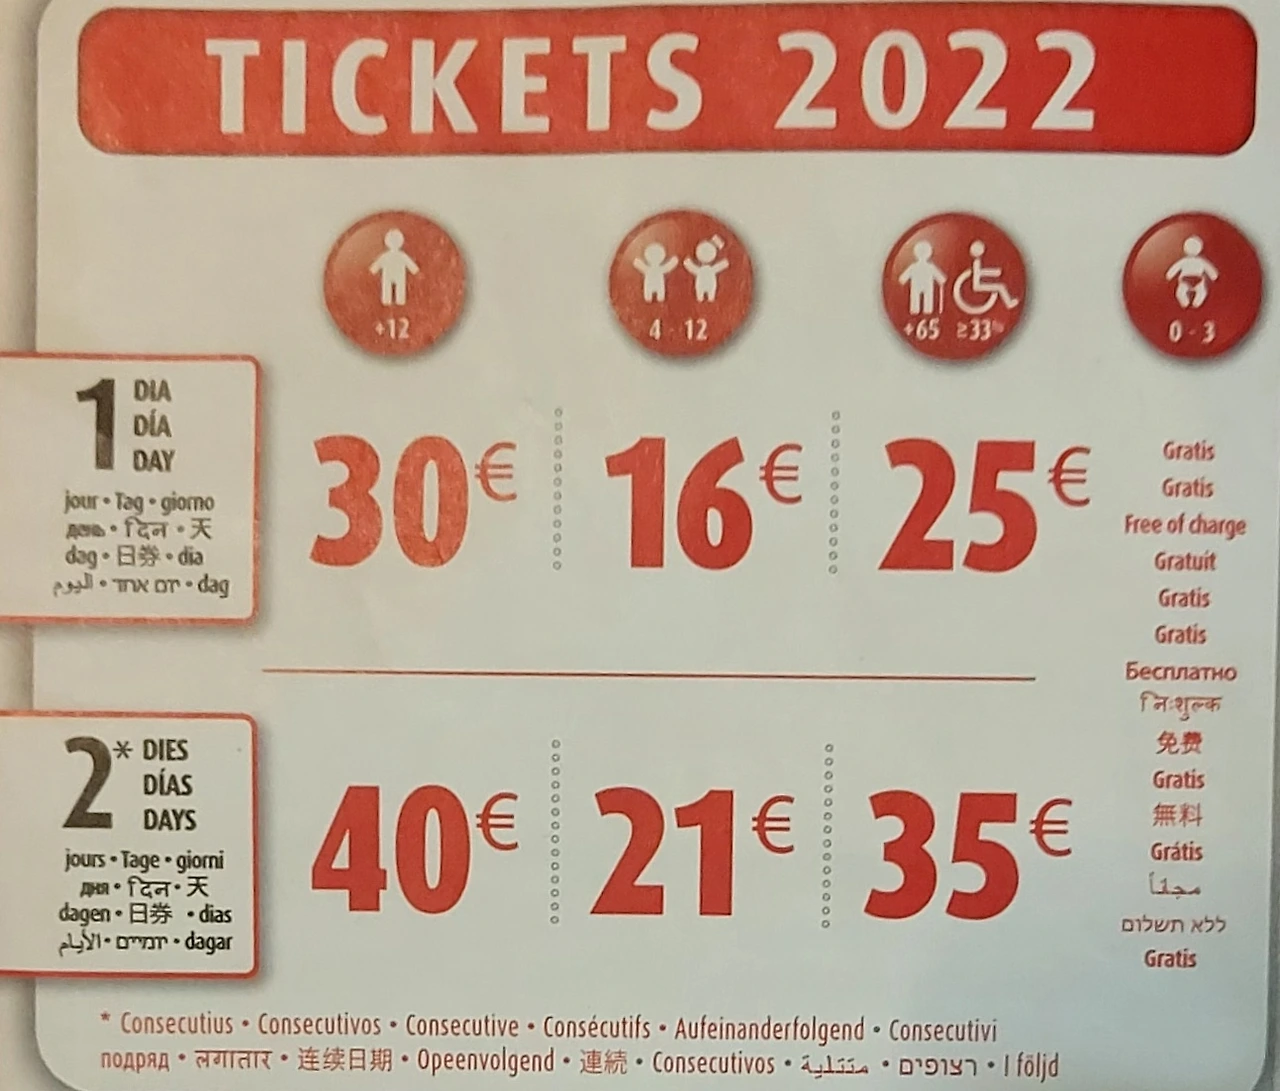 TICKETS 2022
+12
4 - 12
+65 ≥33%
0 - 3
1 DIA
DÍA
DAY
jour • Tag • giorno
день • दिन • 天
dag • 日券 • dia
اليوم • יום אחד • dag
30€
16€
25€
Gratis
Gratis
Free of charge
Gratuit
Gratis
Gratis
Бесплатно
नि:शुल्क
免费
Gratis
無料
Grátis
مجاناً
ללא תשלום
Gratis
2* DIES
DÍAS
DAYS
jours • Tage • giorni
дня • दिन • 天
dagen • 日券 • dias
الأيام • יומיים • dagar
40€
21€
35€
* Consecutius • Consecutivos • Consecutive • Consécutifs • Aufeinanderfolgend • Consecutivi
подряд • लगातार • 连续日期 • Opeenvolgend • 連続 • Consecutivos • متتلية • רצופים • I följd